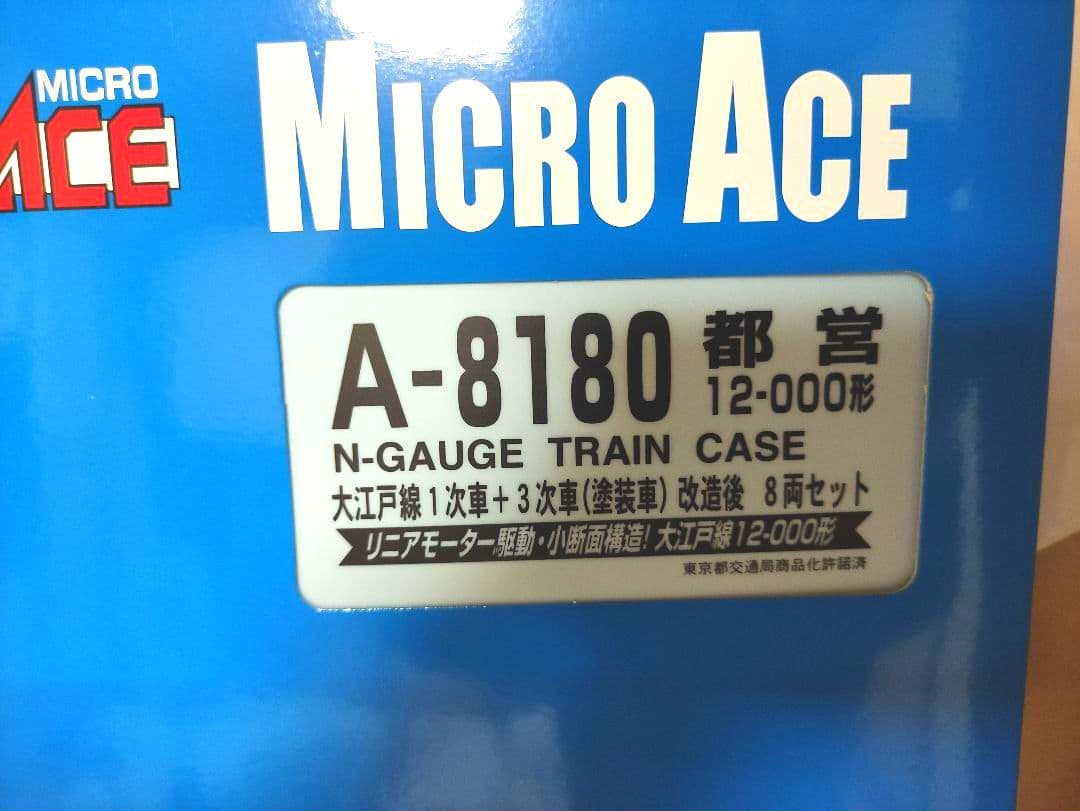 MICRO
ACE
MICRO ACE
A-8180 都営
12-000形
N-GAUGE TRAIN CASE
大江戸線1次車+3次車(塗装車) 改造後 8両セット
リニアモーター駆動・小断面構造! 大江戸線12-000形
東京都交通局商品化許諾済